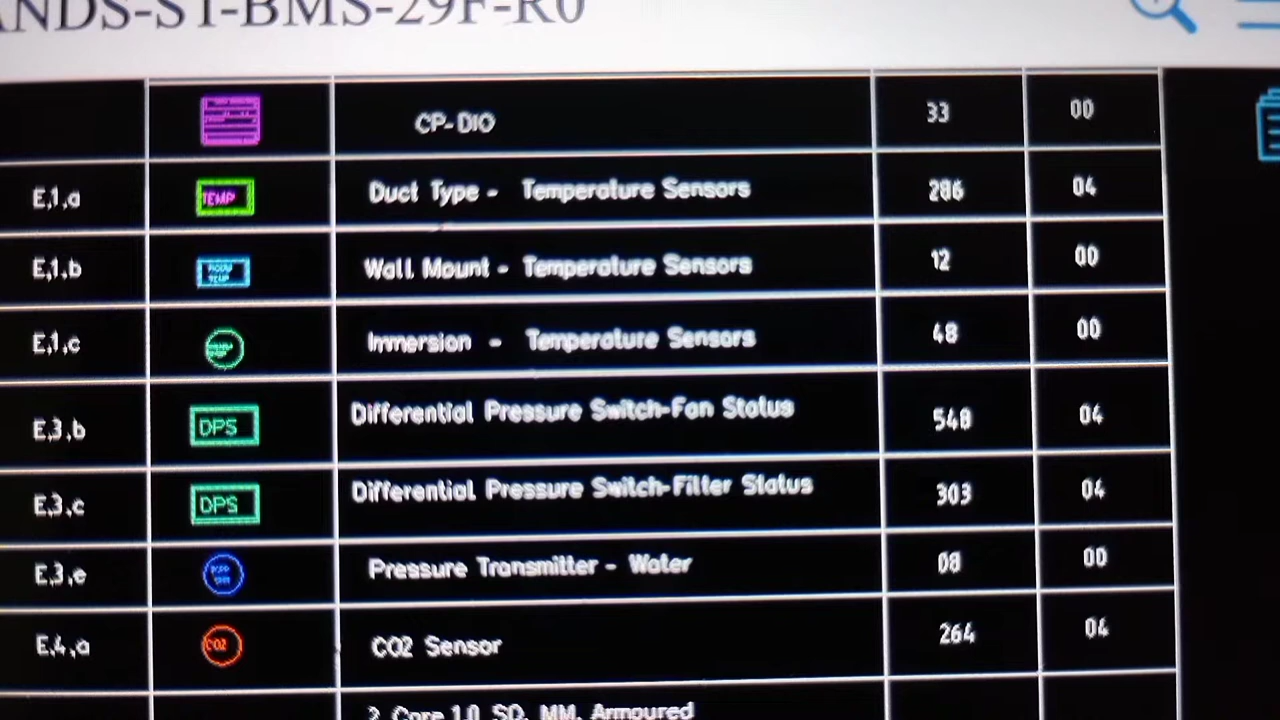 ANDS-ST-BMS-29F-R0
CP-DIO 33 00
E,1,a TEMP Duct Type - Temperature Sensors 286 04
E,1,b ROOM TEMP Wall Mount - Temperature Sensors 12 00
E,1,c Immersion - Temperature Sensors 48 00
E,3,b DPS Differential Pressure Switch-Fan Status 548 04
E,3,c DPS Differential Pressure Switch-Filter Status 303 04
E,3,e Pressure Transmitter - Water 08 00
E,4,a CO2 CO2 Sensor 264 04
2 Core 1.0 SQ. MM. Armoured